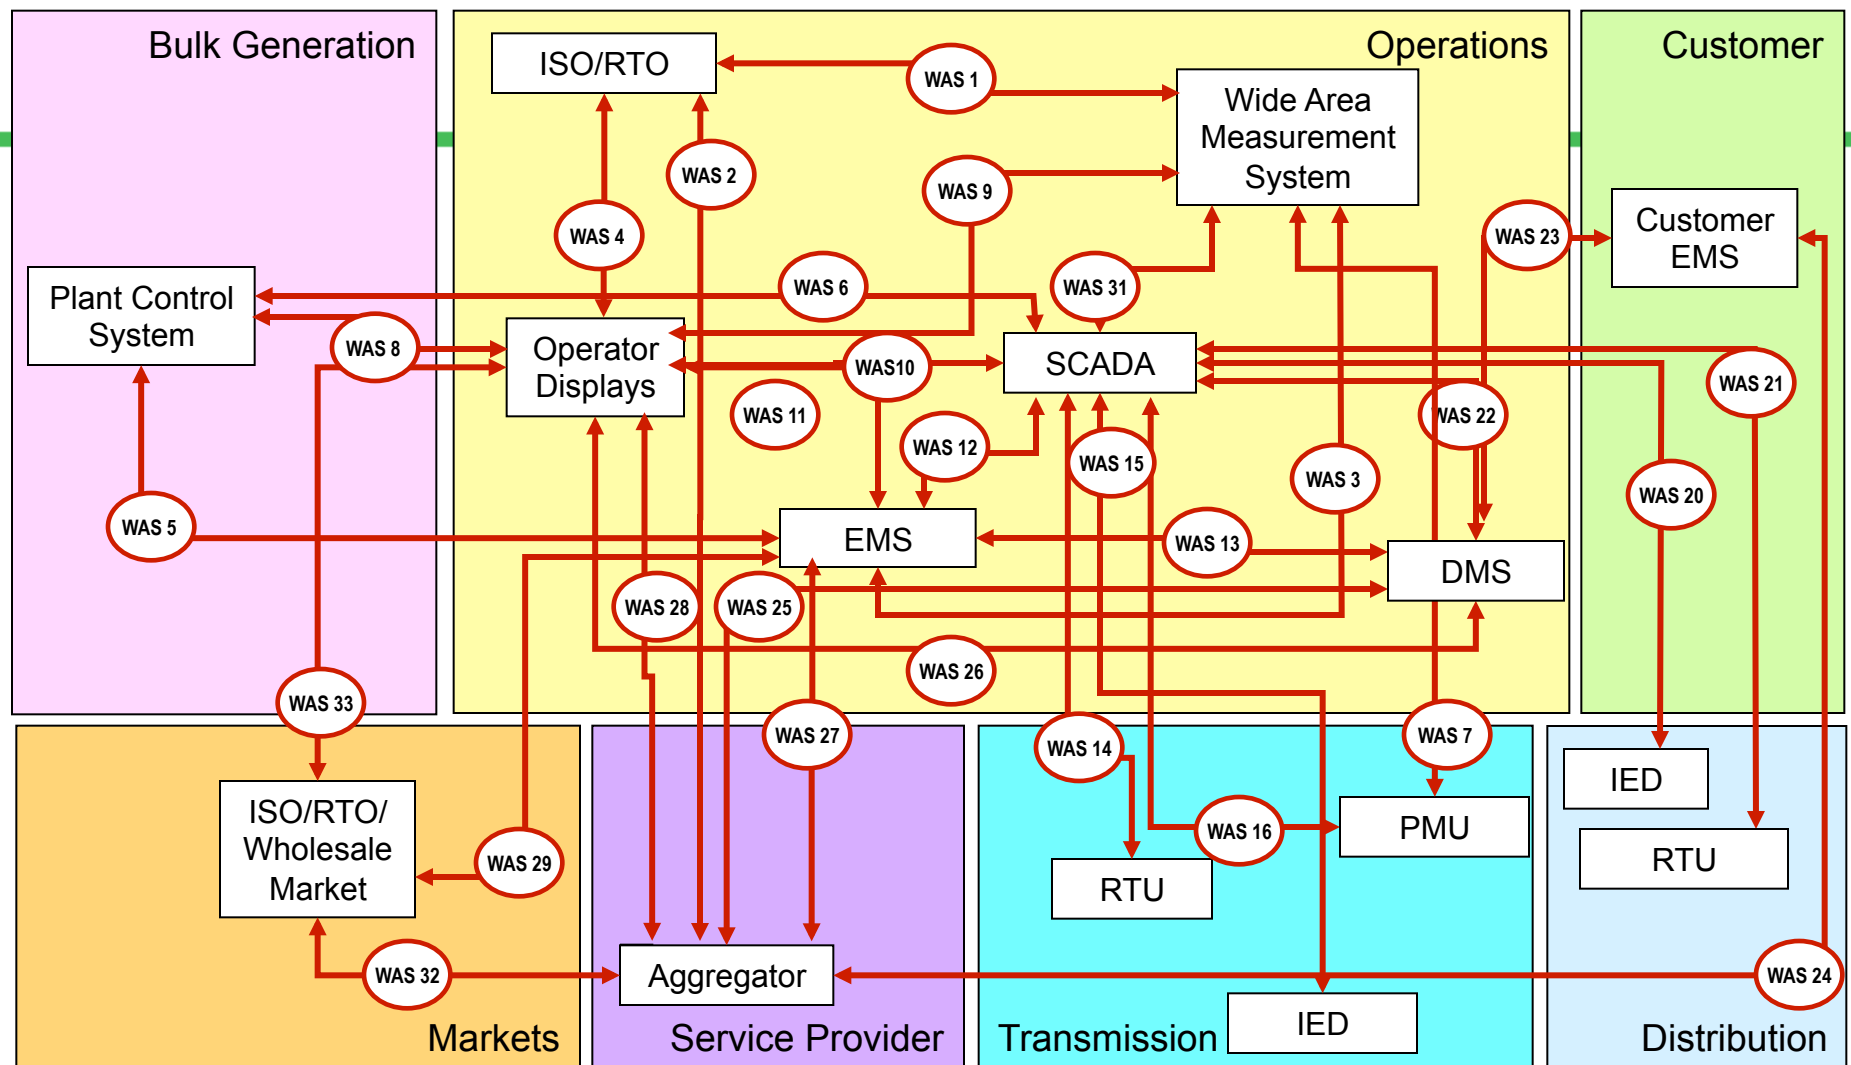 Bulk Generation
Operations
Customer
ISO/RTO
WAS 1
Wide Area
Measurement
System
WAS 2
WAS 9
WAS 4
WAS 23
Customer
EMS
Plant Control
System
WAS 6
WAS 31
WAS 8
Operator
Displays
WAS10
SCADA
WAS 21
WAS 11
WAS 22
WAS 12
WAS 15
WAS 3
WAS 20
WAS 5
EMS
WAS 13
DMS
WAS 28
WAS 25
WAS 26
WAS 33
WAS 27
WAS 14
WAS 7
IED
ISO/RTO/
Wholesale
Market
WAS 16
PMU
RTU
WAS 29
RTU
WAS 32
Aggregator
WAS 24
IED
Markets
Service Provider
Transmission
Distribution